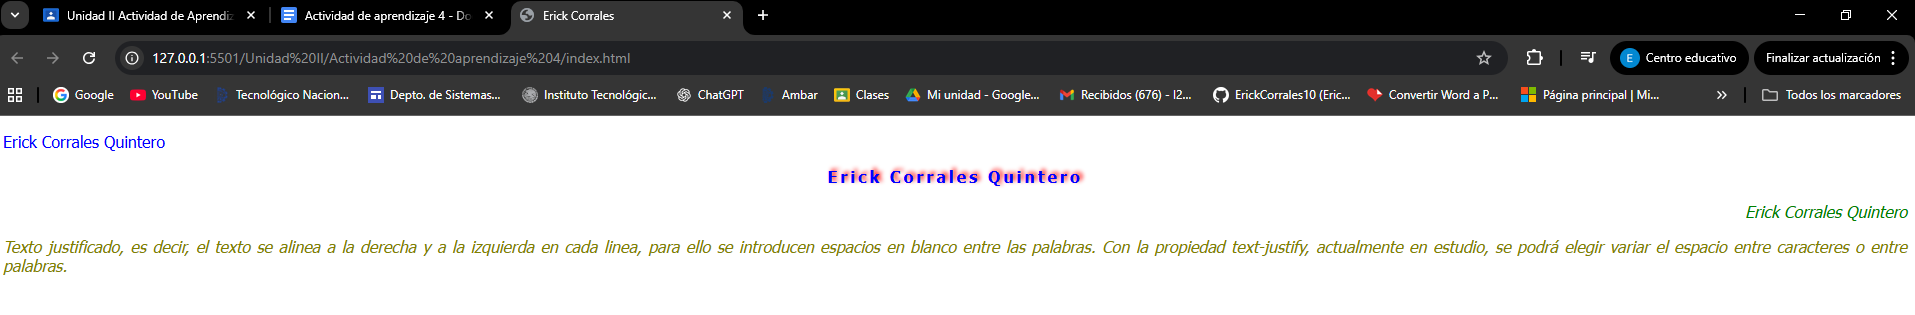 Unidad II Actividad de Aprendiz
Actividad de aprendizaje 4 - Do
Erick Corrales
127.0.0.1:5501/Unidad%20II/Actividad%20de%20aprendizaje%204/index.html
E Centro educativo
Finalizar actualización
Google
YouTube
Tecnológico Nacion...
Depto. de Sistemas...
Instituto Tecnológic...
ChatGPT
Ambar
Clases
Mi unidad - Google...
Recibidos (676) - l2...
ErickCorrales10 (Eric...
Convertir Word a P...
Página principal | Mi...
Todos los marcadores
Erick Corrales Quintero
Erick Corrales Quintero
Erick Corrales Quintero
Texto justificado, es decir, el texto se alinea a la derecha y a la izquierda en cada linea, para ello se introducen espacios en blanco entre las palabras. Con la propiedad text-justify, actualmente en estudio, se podrá elegir variar el espacio entre caracteres o entre
palabras.